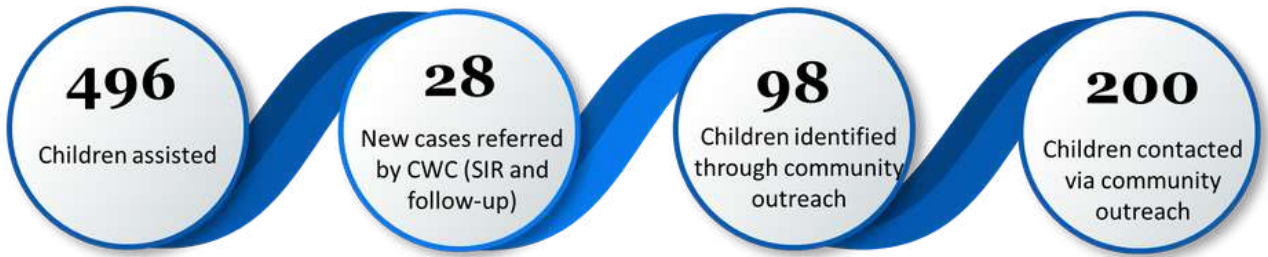 496
Children assisted
28
New cases referred
by CWC (SIR and
follow-up)
98
Children identified
through community
outreach
200
Children contacted
via community
outreach